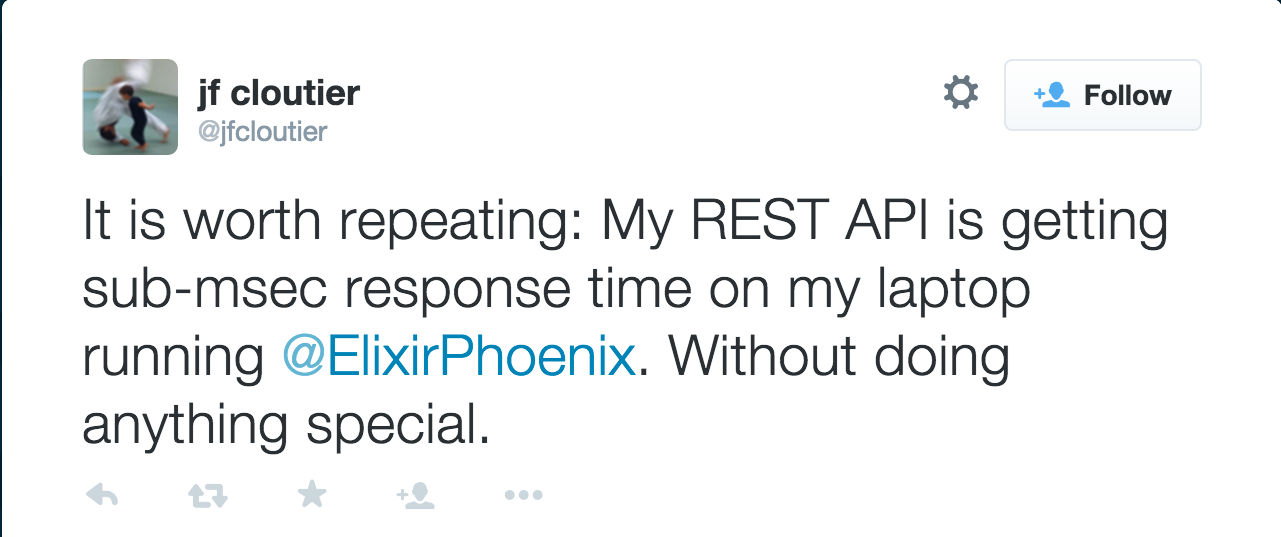 jf cloutier
@jfcloutier
Follow
It is worth repeating: My REST API is getting
sub-msec response time on my laptop
running @ElixirPhoenix. Without doing
anything special.